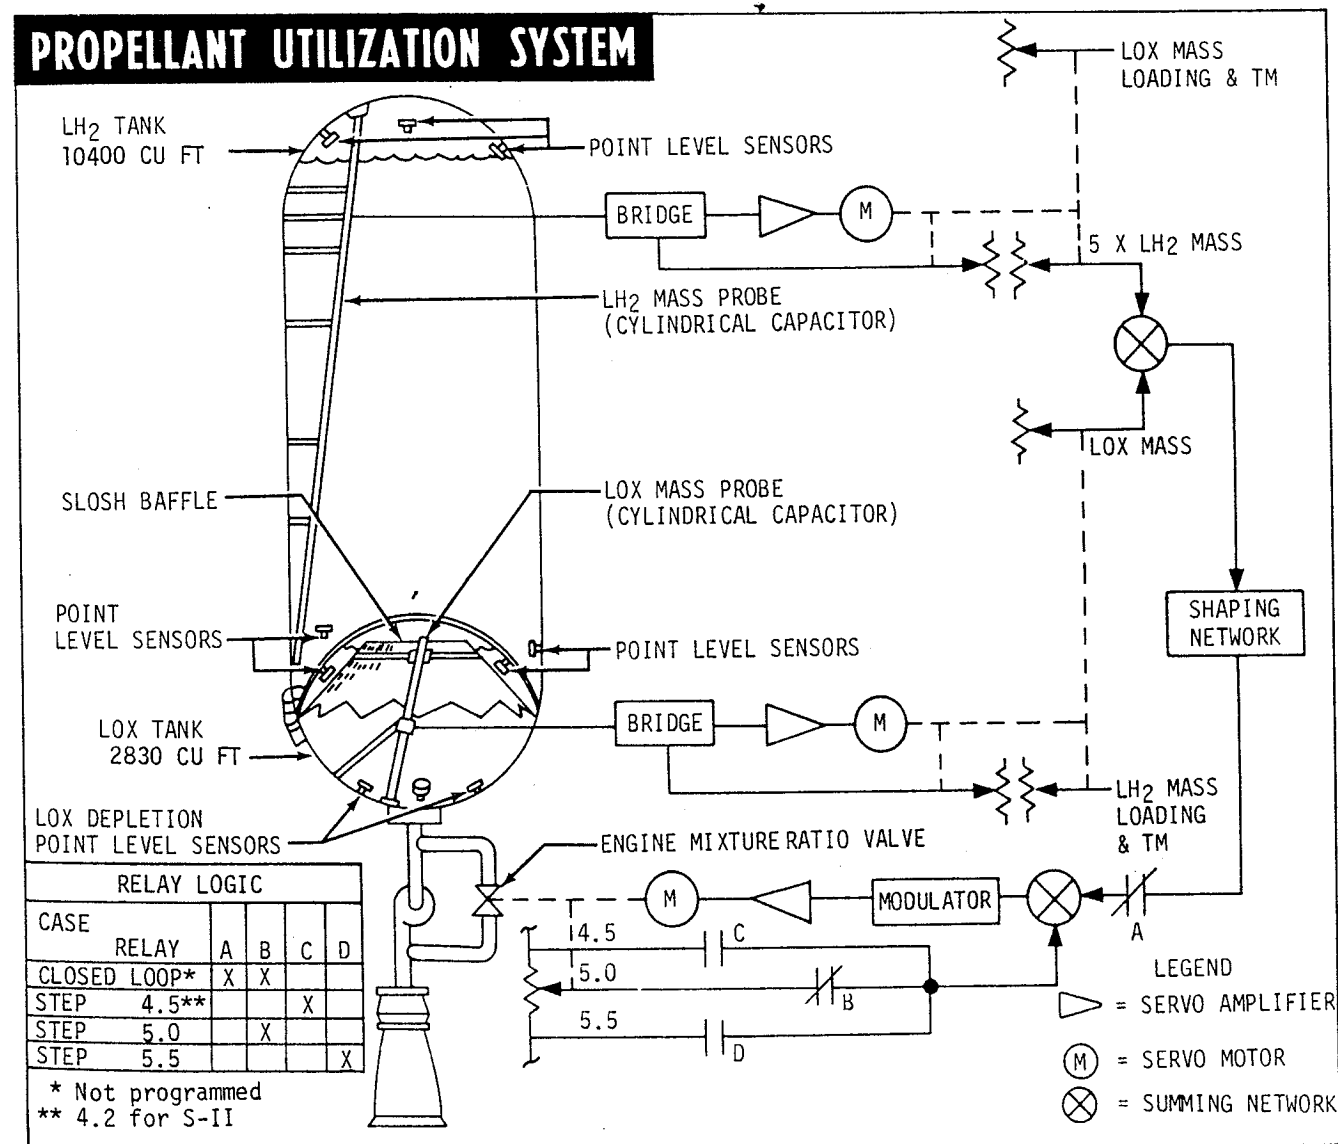 PROPELLANT UTILIZATION SYSTEM
LOX MASS
LOADING & TM
LH2 TANK
10400 CU FT
POINT LEVEL SENSORS
BRIDGE
M
5 X LH2 MASS
LH2 MASS PROBE
(CYLINDRICAL CAPACITOR)
LOX MASS
SLOSH BAFFLE
LOX MASS PROBE
(CYLINDRICAL CAPACITOR)
POINT
LEVEL SENSORS
POINT LEVEL SENSORS
SHAPING
NETWORK
LOX TANK
2830 CU FT
BRIDGE
M
LH2 MASS
LOADING
& TM
LOX DEPLETION
POINT LEVEL SENSORS
ENGINE MIXTURE RATIO VALVE
M
MODULATOR
A
4.5
C
5.0
B
5.5
D
RELAY LOGIC
CASE
RELAY A B C D
CLOSED LOOP* X X
STEP 4.5** X
STEP 5.0 X
STEP 5.5 X
* Not programmed
** 4.2 for S-II
LEGEND
= SERVO AMPLIFIER
M = SERVO MOTOR
= SUMMING NETWORK